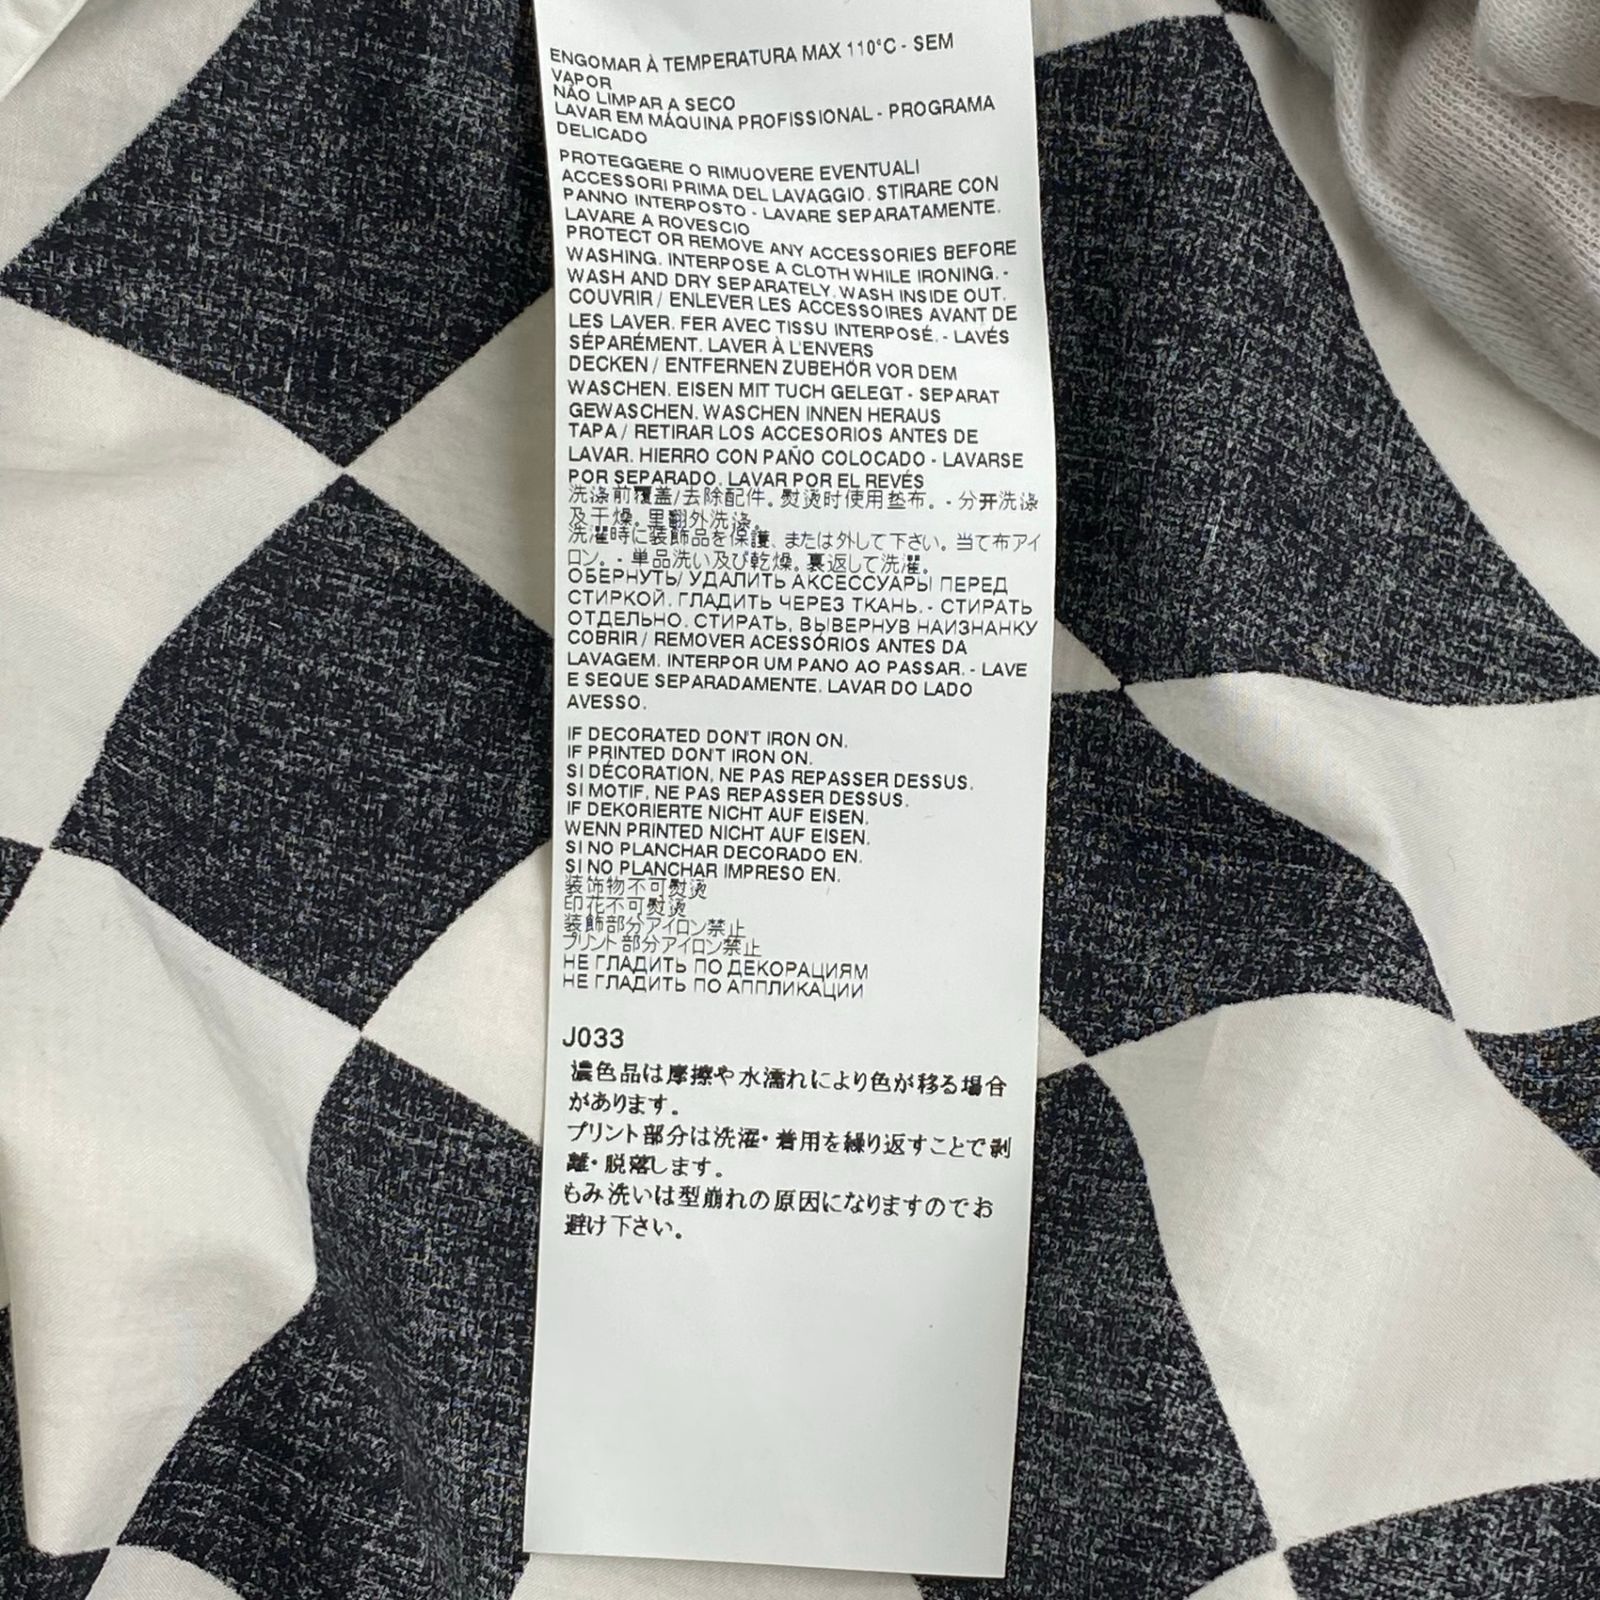 ENGOMAR À TEMPERATURA MAX 110°C - SEM
VAPOR
NÃO LIMPAR A SECO
LAVAR EM MÁQUINA PROFISSIONAL - PROGRAMA
DELICADO
PROTEGGERE O RIMUOVERE EVENTUALI
ACCESSORI PRIMA DEL LAVAGGIO. STIRARE CON
PANNO INTERPOSTO - LAVARE SEPARATAMENTE.
LAVARE A ROVESCIO
PROTECT OR REMOVE ANY ACCESSORIES BEFORE
WASHING. INTERPOSE A CLOTH WHILE IRONING. -
WASH AND DRY SEPARATELY. WASH INSIDE OUT.
COUVRIR / ENLEVER LES ACCESSOIRES AVANT DE
LES LAVER. FER AVEC TISSU INTERPOSÉ. - LAVÉS
SÉPARÉMENT. LAVER À L'ENVERS
DECKEN / ENTFERNEN ZUBEHÖR VOR DEM
WASCHEN. EISEN MIT TUCH GELEGT - SEPARAT
GEWASCHEN. WASCHEN INNEN HERAUS
TAPA / RETIRAR LOS ACCESORIOS ANTES DE
LAVAR. HIERRO CON PAÑO COLOCADO - LAVARSE
POR SEPARADO. LAVAR POR EL REVÉS
洗涤前覆盖/去除配件。熨烫时使用垫布。- 分开洗涤
及干燥。里翻外洗涤。
洗濯時に装飾品を保護、または外して下さい。当て布アイ
ロン。- 単品洗い及び乾燥。裏返して洗濯。
ОБЕРНУТЬ/ УДАЛИТЬ АКСЕССУАРЫ ПЕРЕД
СТИРКОЙ. ГЛАДИТЬ ЧЕРЕЗ ТКАНЬ. - СТИРАТЬ
ОТДЕЛЬНО. СТИРАТЬ, ВЫВЕРНУВ НАИЗНАНКУ
COBRIR / REMOVER ACESSÓRIOS ANTES DA
LAVAGEM. INTERPOR UM PANO AO PASSAR. - LAVE
E SEQUE SEPARADAMENTE. LAVAR DO LADO
AVESSO.
IF DECORATED DON'T IRON ON.
IF PRINTED DON'T IRON ON.
SI DÉCORATION, NE PAS REPASSER DESSUS.
SI MOTIF, NE PAS REPASSER DESSUS.
IF DEKORIERTE NICHT AUF EISEN.
WENN PRINTED NICHT AUF EISEN.
SI NO PLANCHAR DECORADO EN.
SI NO PLANCHAR IMPRESO EN.
装饰物不可熨烫
印花不可熨烫
装飾部分アイロン禁止
プリント部分アイロン禁止
НЕ ГЛАДИТЬ ПО ДЕКОРАЦИЯМ
НЕ ГЛАДИТЬ ПО АППЛИКАЦИИ
J033
濃色品は摩擦や水濡れにより色が移る場合
があります。
プリント部分は洗濯・着用を繰り返すことで剥
離・脱落します。
もみ洗いは型崩れの原因になりますのでお
避け下さい。